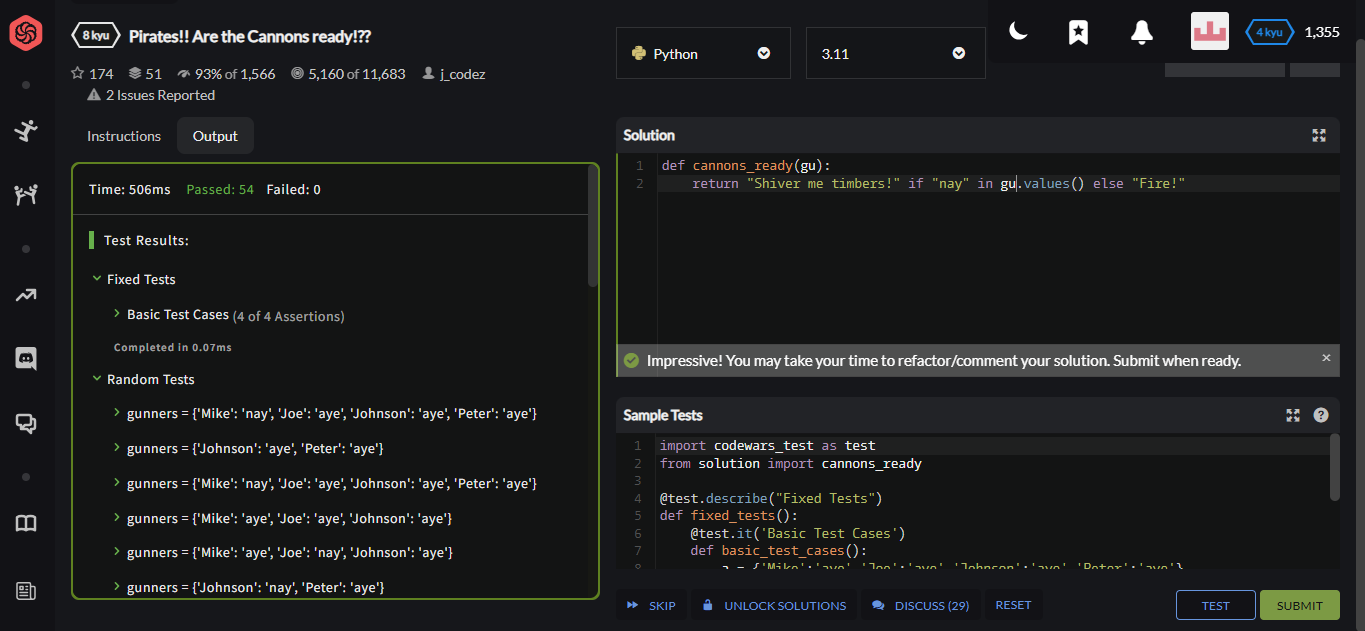 8 kyu Pirates!! Are the Cannons ready!??
174 51 93% of 1,566 5,160 of 11,683 j_codez
2 Issues Reported
Python 3.11
4 kyu 1,355
Instructions Output
Time: 506ms Passed: 54 Failed: 0
Test Results:
Fixed Tests
Basic Test Cases (4 of 4 Assertions)
Completed in 0.07ms
Random Tests
gunners = {'Mike': 'nay', 'Joe': 'aye', 'Johnson': 'aye', 'Peter': 'aye'}
gunners = {'Johnson': 'aye', 'Peter': 'aye'}
gunners = {'Mike': 'nay', 'Joe': 'aye', 'Johnson': 'aye', 'Peter': 'aye'}
gunners = {'Mike': 'aye', 'Joe': 'aye', 'Johnson': 'aye'}
gunners = {'Mike': 'aye', 'Joe': 'nay', 'Johnson': 'aye'}
gunners = {'Johnson': 'nay', 'Peter': 'aye'}
Solution
1 def cannons_ready(gu):
2 return "Shiver me timbers!" if "nay" in gu.values() else "Fire!"
Impressive! You may take your time to refactor/comment your solution. Submit when ready.
Sample Tests
1 import codewars_test as test
2 from solution import cannons_ready
3
4 @test.describe("Fixed Tests")
5 def fixed_tests():
6 @test.it('Basic Test Cases')
7 def basic_test_cases():
8 a = {'Mike':'aye','Joe':'aye','Johnson':'aye','Peter':'aye'}
SKIP UNLOCK SOLUTIONS DISCUSS (29) RESET TEST SUBMIT